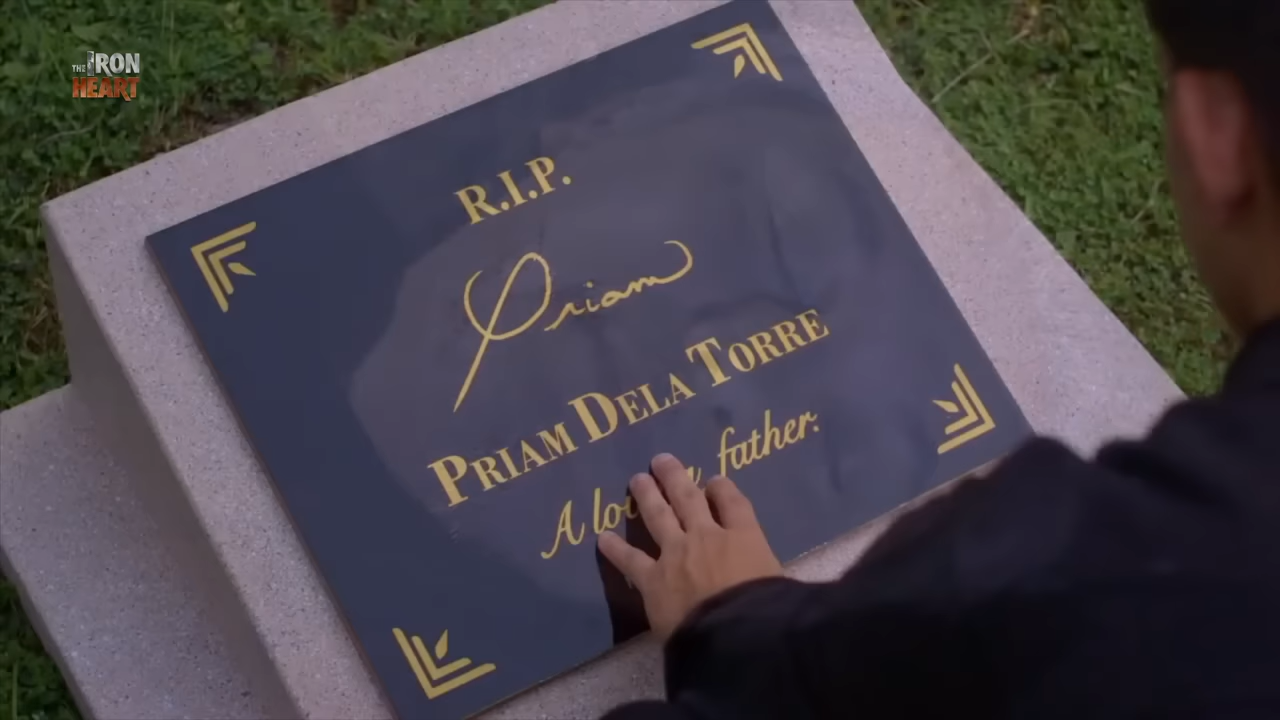 THE IRON
HEART
R.I.P.
Priam
PRIAM DELA TORRE
A father.